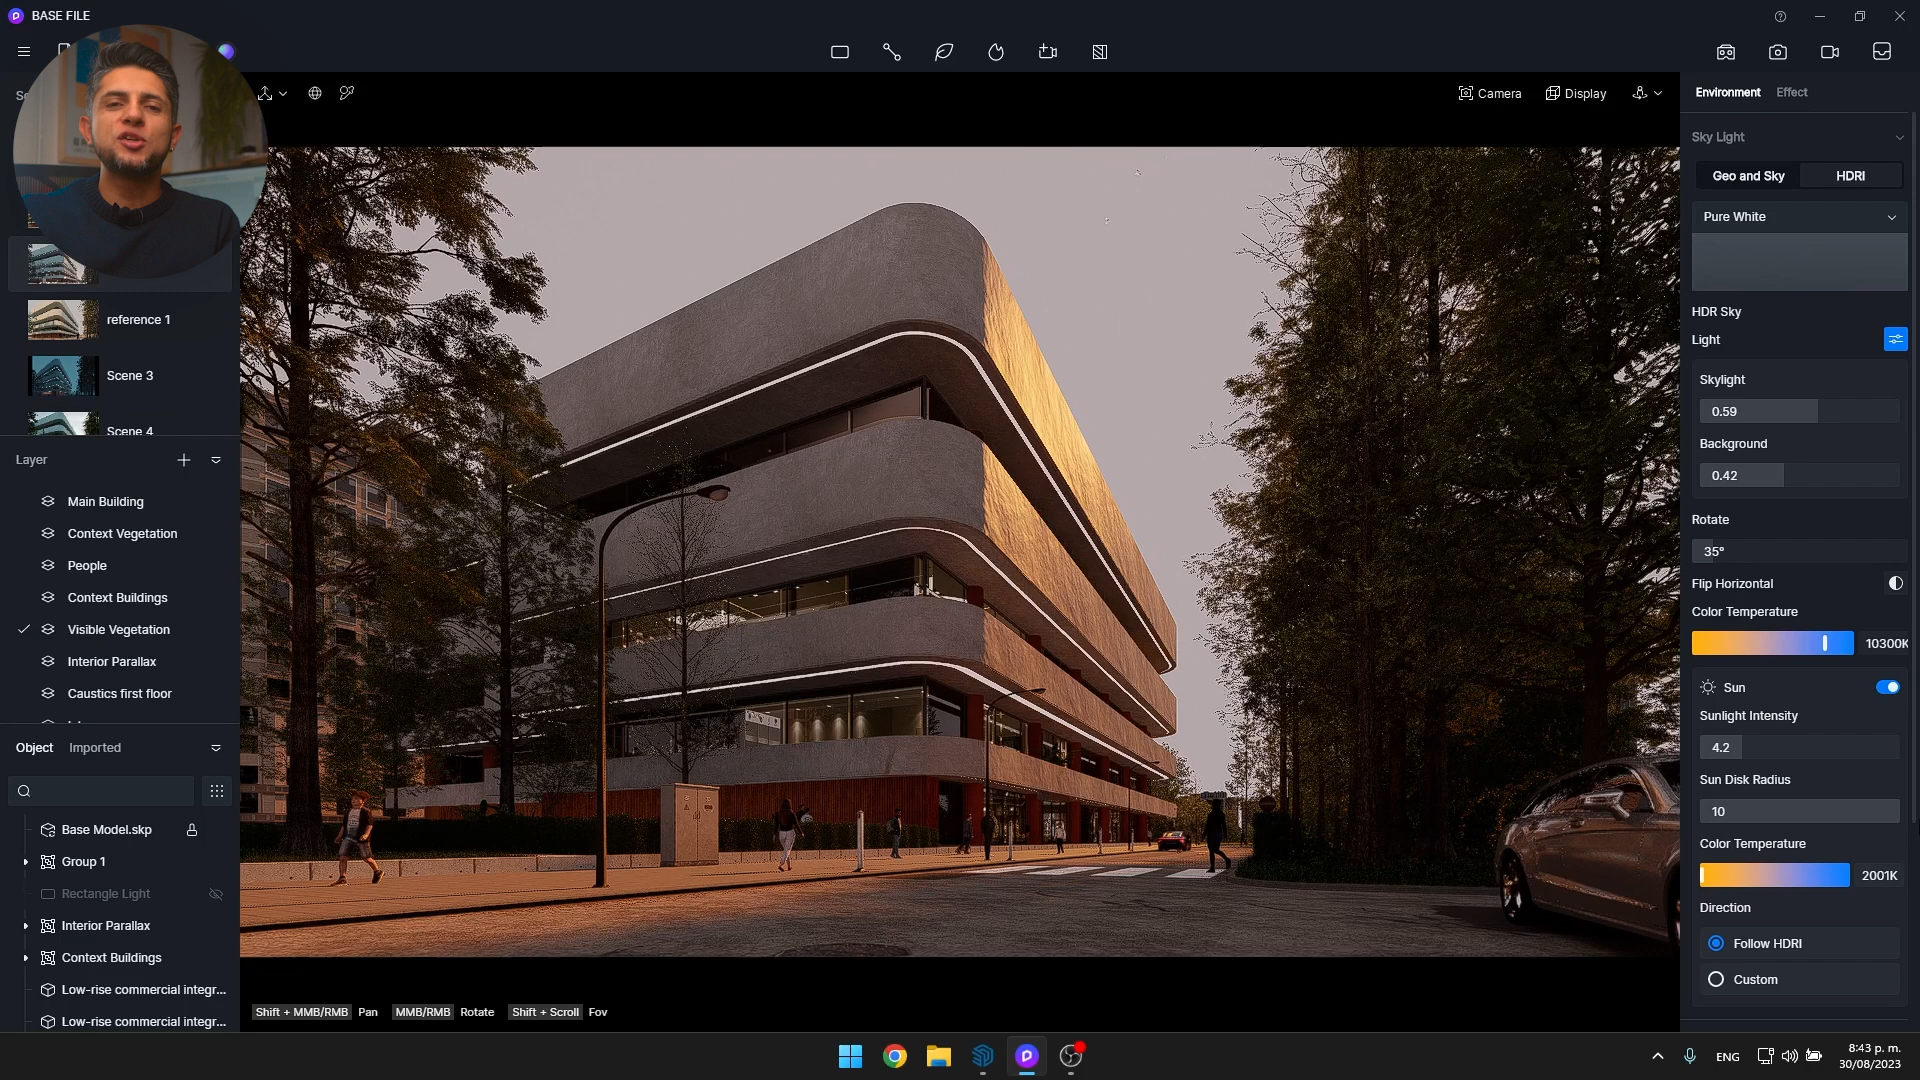 BASE FILE
Camera
Display
Environment
Effect
Sky Light
Geo and Sky
HDRI
Pure White
HDR Sky
Light
Skylight
0.59
Background
0.42
Rotate
35°
Flip Horizontal
Color Temperature
10300K
Sun
Sunlight Intensity
4.2
Sun Disk Radius
10
Color Temperature
2001K
Direction
Follow HDRI
Custom
reference 1
Scene 3
Scene 4
Layer
Main Building
Context Vegetation
People
Context Buildings
Visible Vegetation
Interior Parallax
Caustics first floor
Object
Imported
Base Model.skp
Group 1
Rectangle Light
Interior Parallax
Context Buildings
Low-rise commercial integr...
Low-rise commercial integr...
Shift + MMB/RMB Pan MMB/RMB Rotate Shift + Scroll Fov
ENG
8:43 p. m.
30/08/2023